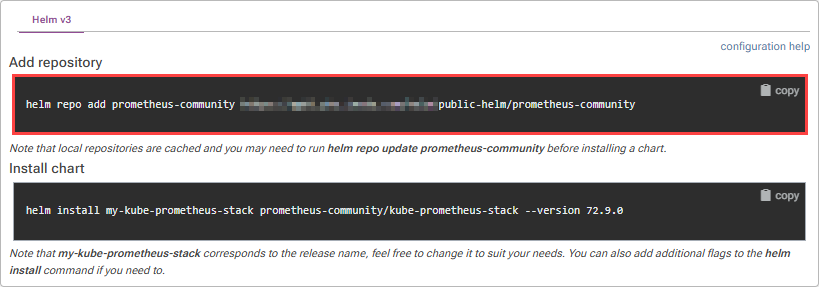 Helm v3
configuration help
Add repository
copy
helm repo add prometheus-community public-helm/prometheus-community
Note that local repositories are cached and you may need to run helm repo update prometheus-community before installing a chart.
Install chart
copy
helm install my-kube-prometheus-stack prometheus-community/kube-prometheus-stack --version 72.9.0
Note that my-kube-prometheus-stack corresponds to the release name, feel free to change it to suit your needs. You can also add additional flags to the helm
install command if you need to.